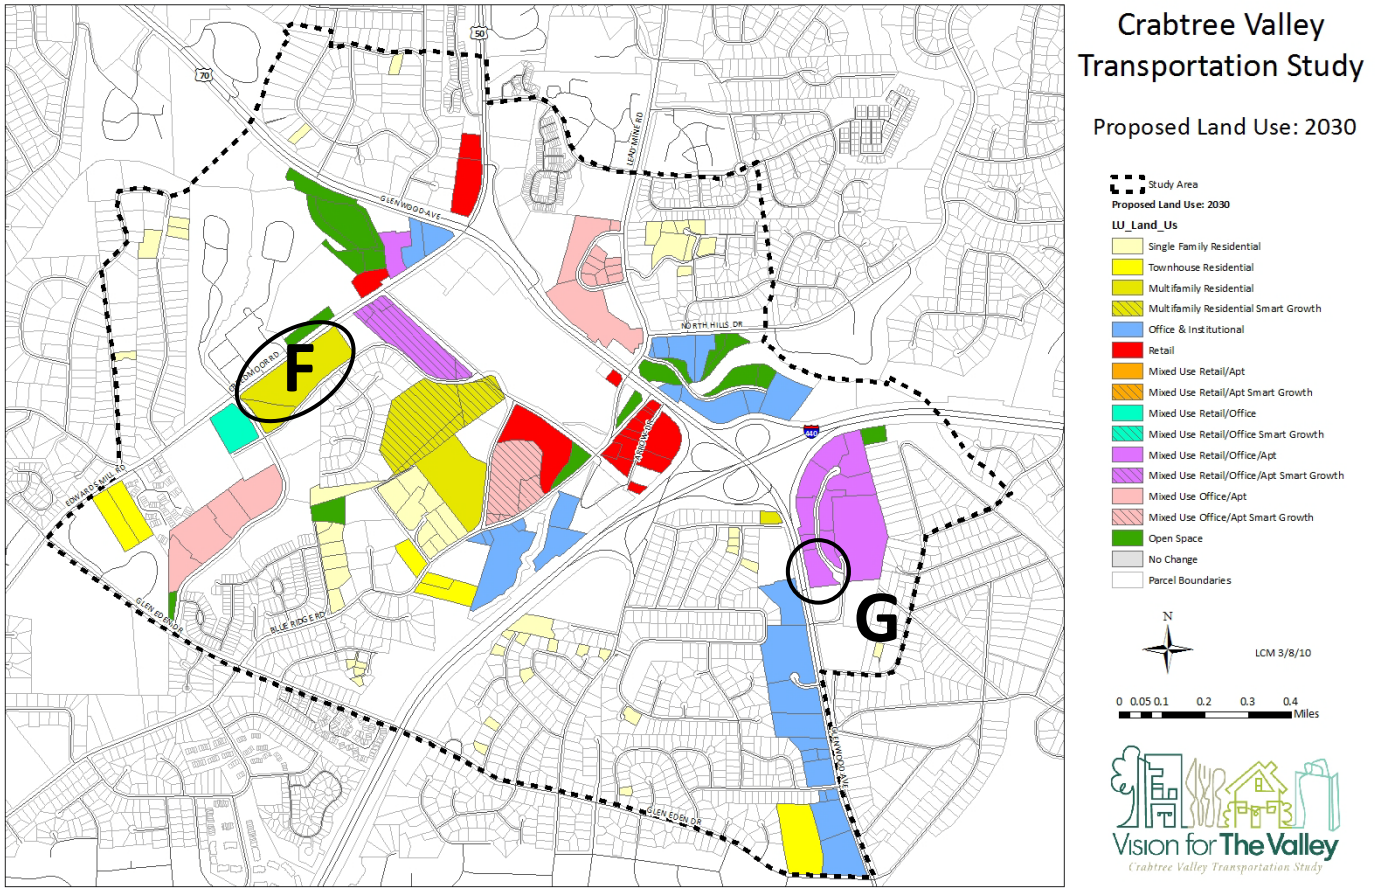 Crabtree Valley
Transportation Study
Proposed Land Use: 2030
Study Area
Proposed Land Use: 2030
LU_Land_Us
Single Family Residential
Townhouse Residential
Multifamily Residential
Multifamily Residential Smart Growth
Office & Institutional
Retail
Mixed Use Retail/Apt
Mixed Use Retail/Apt Smart Growth
Mixed Use Retail/Office
Mixed Use Retail/Office Smart Growth
Mixed Use Retail/Office/Apt
Mixed Use Retail/Office/Apt Smart Growth
Mixed Use Office/Apt
Mixed Use Office/Apt Smart Growth
Open Space
No Change
Parcel Boundaries
N
LCM 3/8/10
0 0.05 0.1 0.2 0.3 0.4
Miles
Vision for The Valley
Crabtree Valley Transportation Study
50
70
LEAD MINE RD
GLENWOOD AVE
NORTH HILLS DR
F
440
EDWARDS MILL RD
G
GLEN EDEN DR
BLUE RIDGE RD
GLENWOOD AVE
GLEN EDEN DR